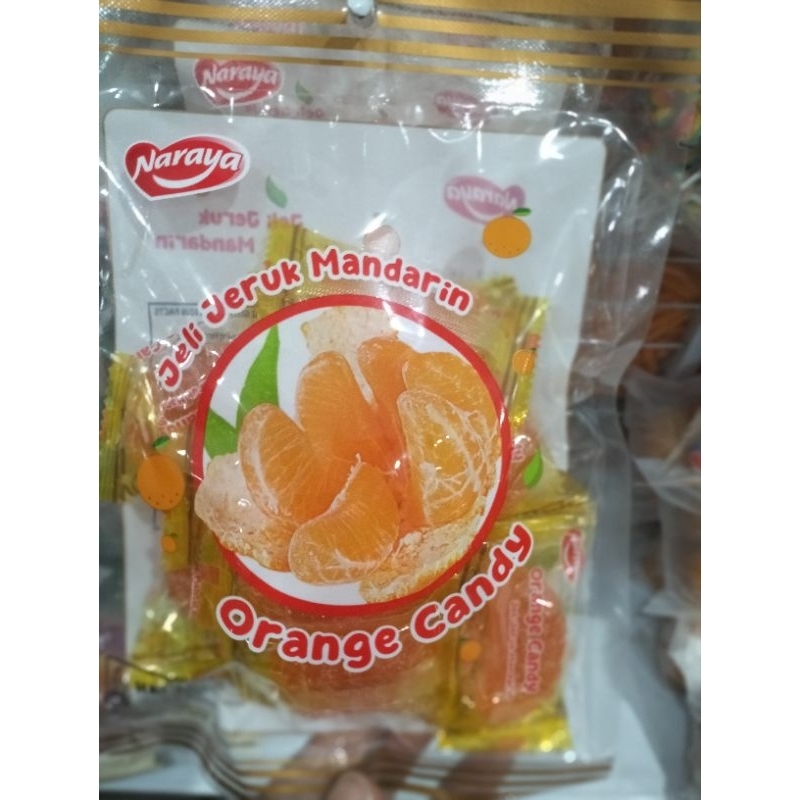 Naraya
Naraya
Naraya
Jeli Jeruk
Mandarin
Jeli Jeruk Mandarin
Orange Candy
Orange Candy